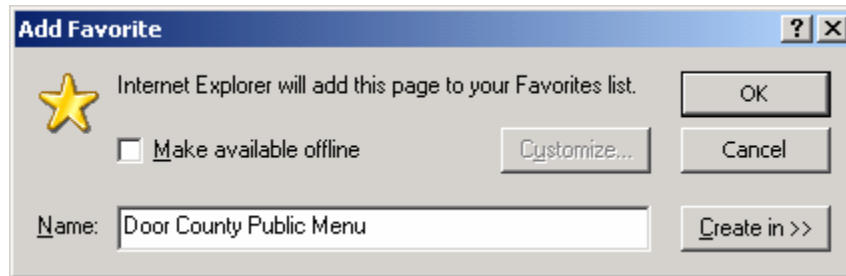 Add Favorite
Internet Explorer will add this page to your Favorites list.
OK
Make available offline
Customize...
Cancel
Name:
Door County Public Menu
Create in >>